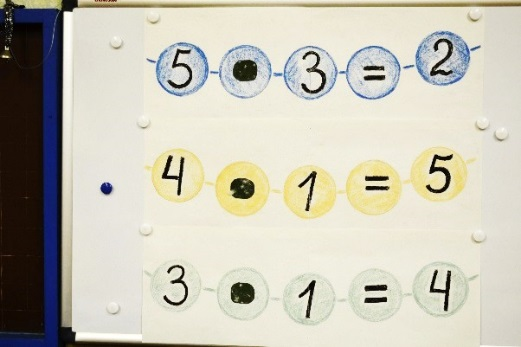 5 • 3 = 2
4 • 1 = 5
3 • 1 = 4